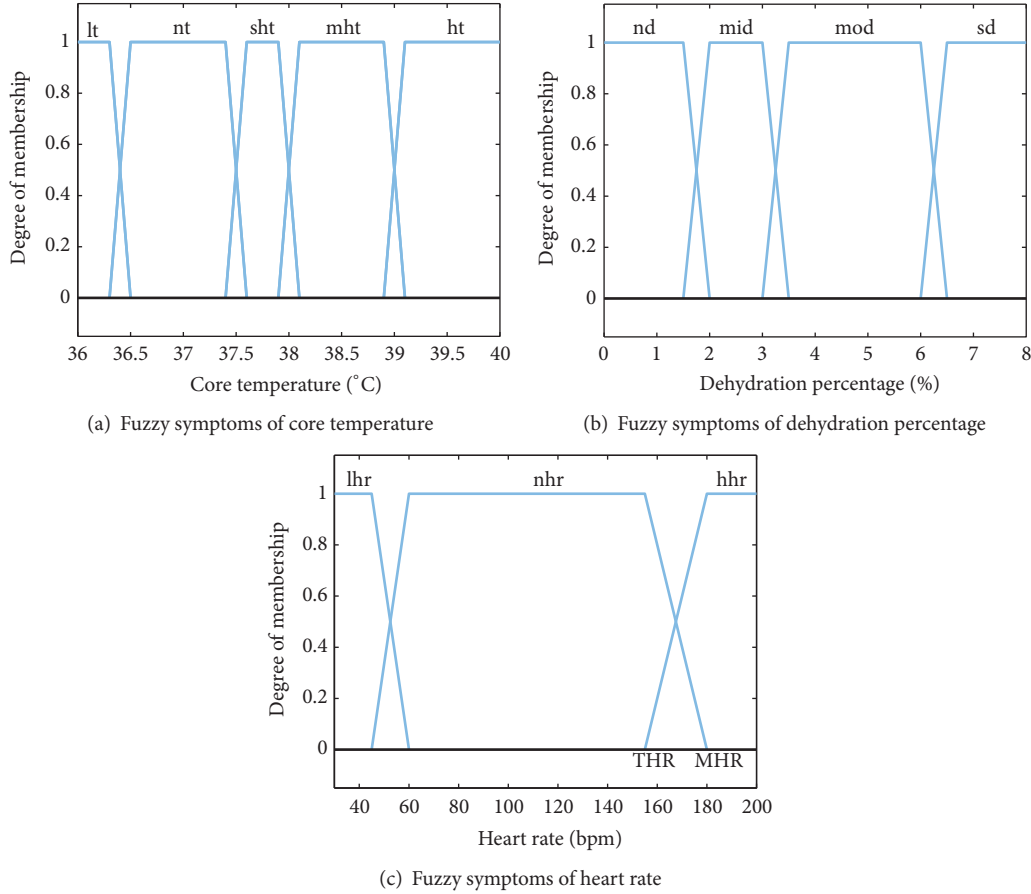 lt nt sht mht ht
1
0.8
0.6
0.4
0.2
0
Degree of membership
36 36.5 37 37.5 38 38.5 39 39.5 40
Core temperature (°C)
(a) Fuzzy symptoms of core temperature
nd mid mod sd
1
0.8
0.6
0.4
0.2
0
Degree of membership
0 1 2 3 4 5 6 7 8
Dehydration percentage (%)
(b) Fuzzy symptoms of dehydration percentage
lhr nhr hhr
1
0.8
0.6
0.4
0.2
0
Degree of membership
THR MHR
40 60 80 100 120 140 160 180 200
Heart rate (bpm)
(c) Fuzzy symptoms of heart rate